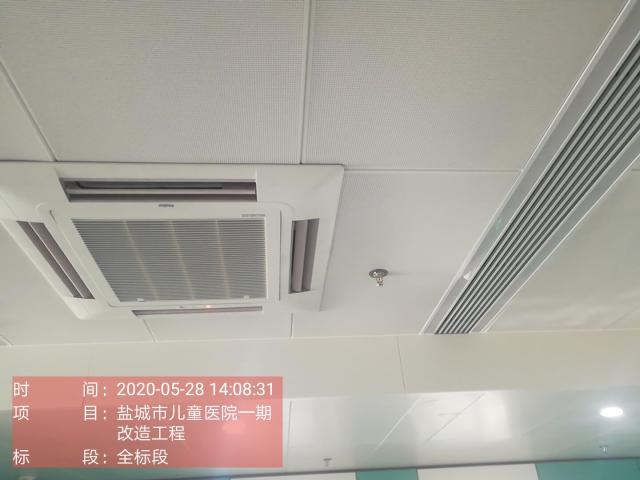 时 间：2020-05-28 14:08:31
项 目：盐城市儿童医院一期
改造工程
标 段：全标段